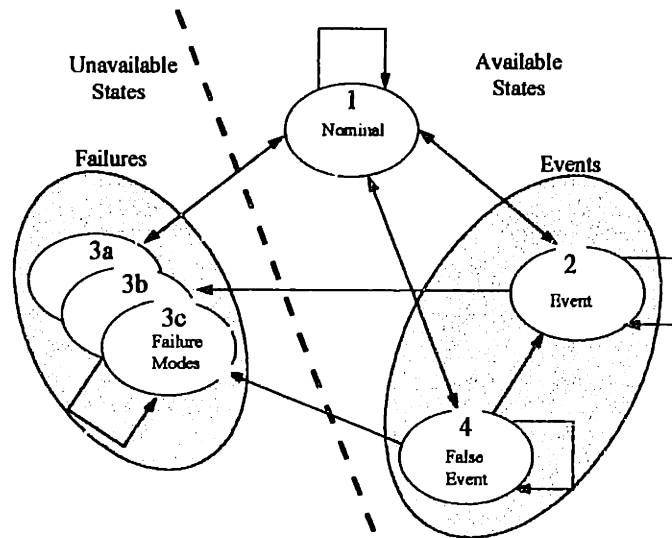 Unavailable
States
Available
States
1
Nominal
Failures
Events
3a
3b
3c
Failure
Modes
2
Event
4
False
Event